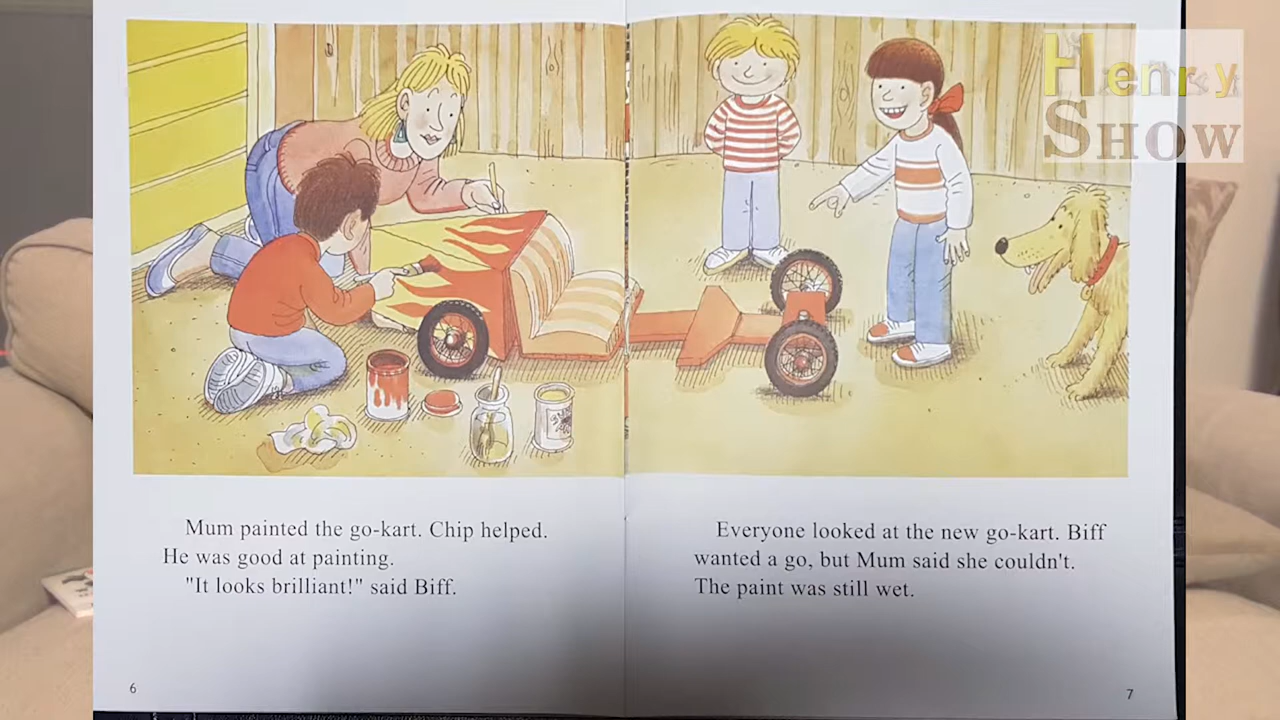 Henry
SHOW
Mum painted the go-kart. Chip helped.
He was good at painting.
"It looks brilliant!" said Biff.
6
Everyone looked at the new go-kart. Biff
wanted a go, but Mum said she couldn't.
The paint was still wet.
7